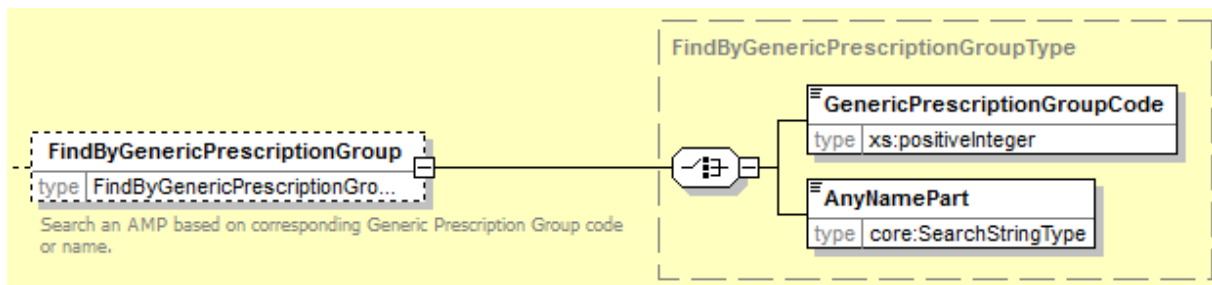 FindByGenericPrescriptionGroupType
GenericPrescriptionGroupCode
type xs:positiveInteger
FindByGenericPrescriptionGroup
type FindByGenericPrescriptionGro...
AnyNamePart
type core:SearchStringType
Search an AMP based on corresponding Generic Prescription Group code
or name.